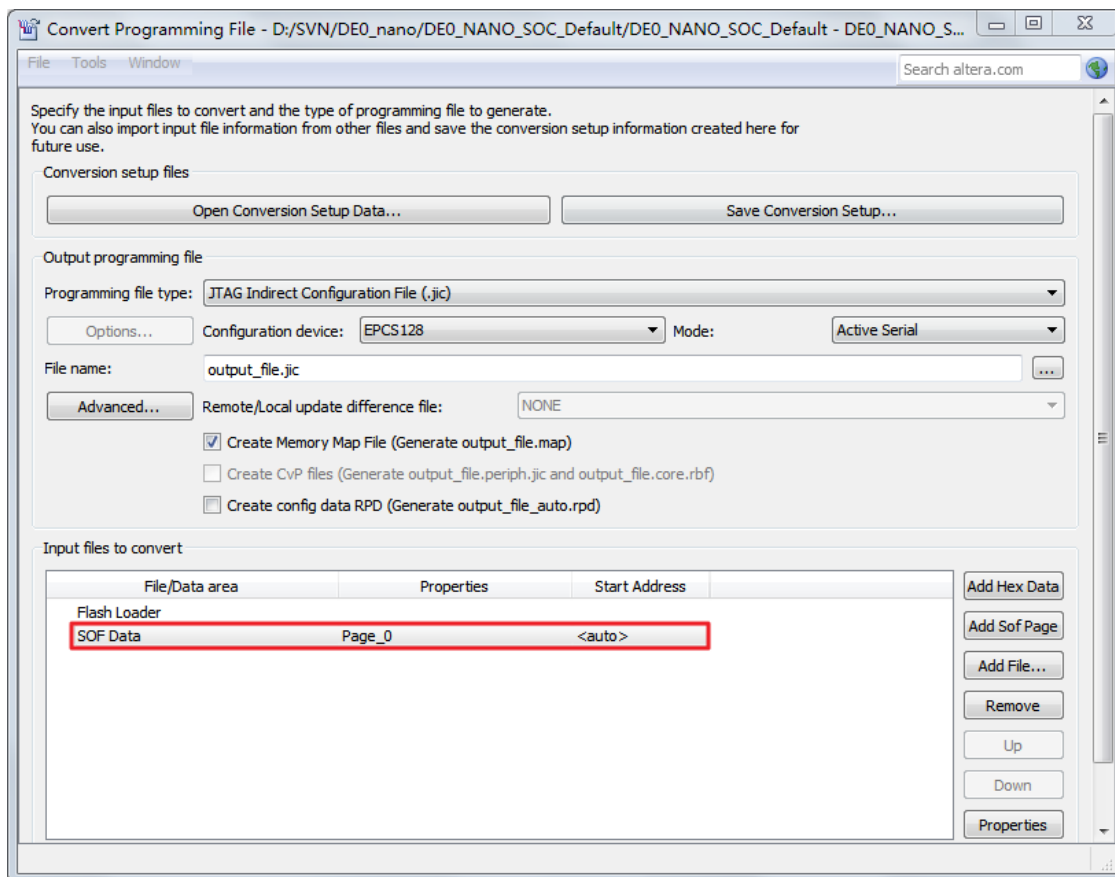 Convert Programming File - D:/SVN/DE0_nano/DE0_NANO_SOC_Default/DE0_NANO_SOC_Default - DE0_NANO_S...
File Tools Window
Search altera.com
Specify the input files to convert and the type of programming file to generate.
You can also import input file information from other files and save the conversion setup information created here for
future use.
Conversion setup files
Open Conversion Setup Data...
Save Conversion Setup...
Output programming file
Programming file type: JTAG Indirect Configuration File (.jic)
Options... Configuration device: EPCS128 Mode: Active Serial
File name: output_file.jic ...
Advanced... Remote/Local update difference file: NONE
Create Memory Map File (Generate output_file.map)
Create CvP files (Generate output_file.periph.jic and output_file.core.rbf)
Create config data RPD (Generate output_file_auto.rpd)
Input files to convert
File/Data area Properties Start Address
Flash Loader
SOF Data Page_0 <auto>
Add Hex Data
Add Sof Page
Add File...
Remove
Up
Down
Properties